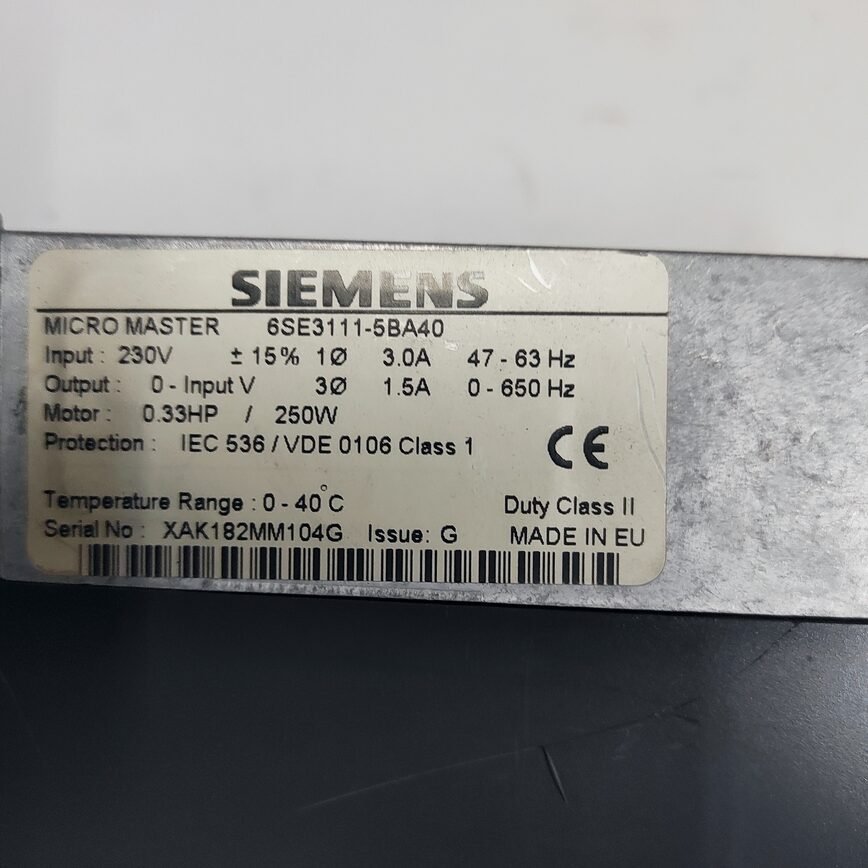 SIEMENS
MICRO MASTER 6SE3111-5BA40
Input : 230V ± 15% 1Ø 3.0A 47 - 63 Hz
Output : 0 - Input V 3Ø 1.5A 0 - 650 Hz
Motor : 0.33HP / 250W
Protection : IEC 536 / VDE 0106 Class 1
CE
Temperature Range : 0 - 40°C Duty Class II
Serial No : XAK182MM104G Issue: G MADE IN EU